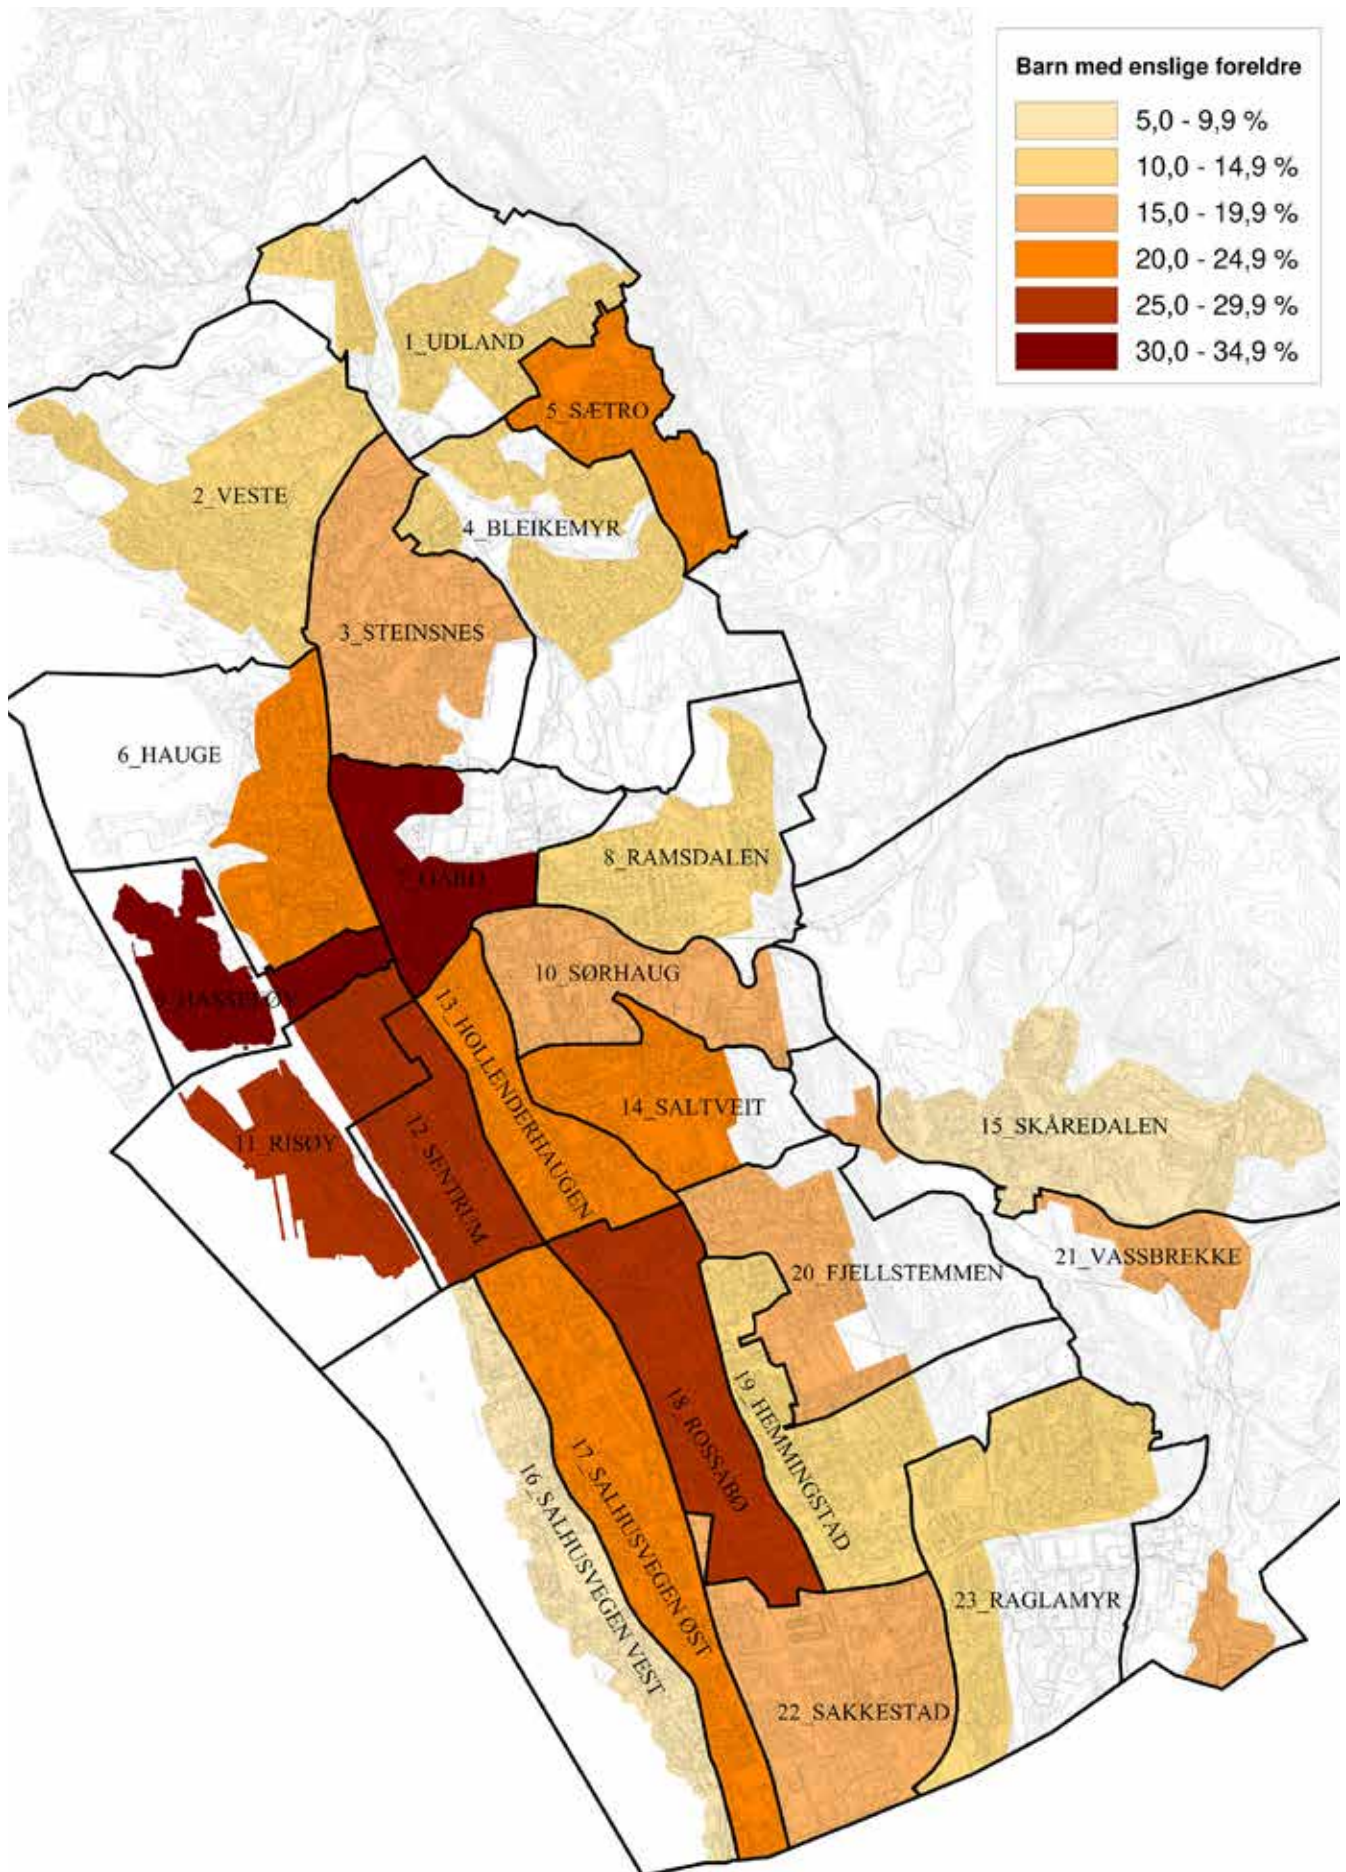 Barn med enslige foreldre
5,0 - 9,9 %
10,0 - 14,9 %
15,0 - 19,9 %
20,0 - 24,9 %
25,0 - 29,9 %
30,0 - 34,9 %
1_UDLAND
5_SÆTRO
2_VESTE
4_BLEIKEMYR
3_STEINSNES
6_HAUGE
8_RAMSDALEN
10_SØRHAUG
9_HASSELØY
13_HOLLENDERHAUGEN
14_SALTVEIT
15_SKÅREDALEN
11_RISØY
12_SENTRUM
21_VASSBREKKE
20_FJELLSTEMMEN
19_HEMMINGSTAD
18_ROSSABØ
17_SALHUSVEGEN ØST
16_SALHUSVEGEN VEST
23_RAGLAMYR
22_SAKKESTAD